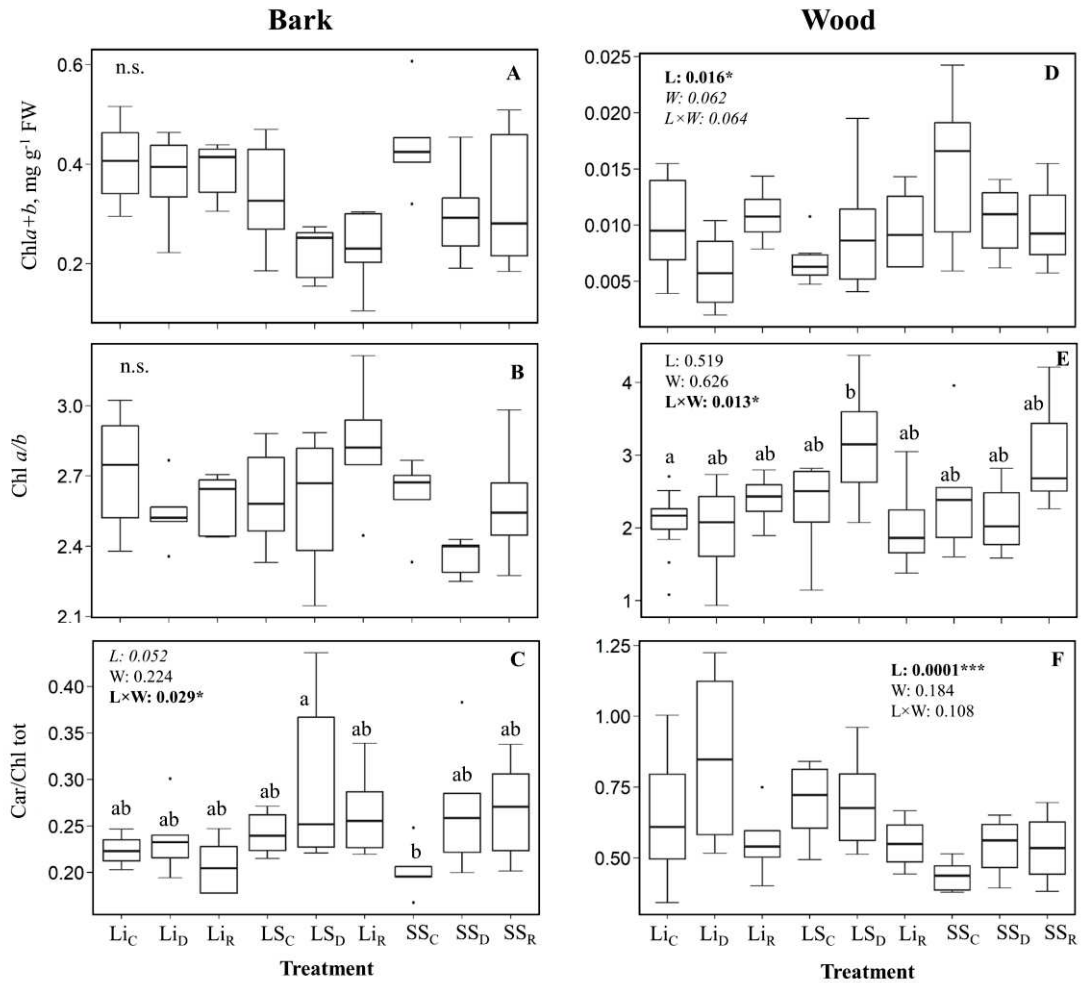 Bark
Wood
n.s.
A
0.6
0.4
0.2
Chla+b, mg g-1 FW
L: 0.016*
W: 0.062
L×W: 0.064
D
0.025
0.020
0.015
0.010
0.005
n.s.
B
3.0
2.7
2.4
2.1
Chl a/b
L: 0.519
W: 0.626
L×W: 0.013*
E
4
3
2
1
a ab ab ab b ab ab ab ab
L: 0.052
W: 0.224
L×W: 0.029*
C
0.40
0.35
0.30
0.25
0.20
Car/Chl tot
ab ab ab ab a ab b ab ab
LiC LiD LiR LSC LSD LiR SSC SSD SSR
Treatment
L: 0.0001***
W: 0.184
L×W: 0.108
F
1.25
1.00
0.75
0.50
LiC LiD LiR LSC LSD LiR SSC SSD SSR
Treatment